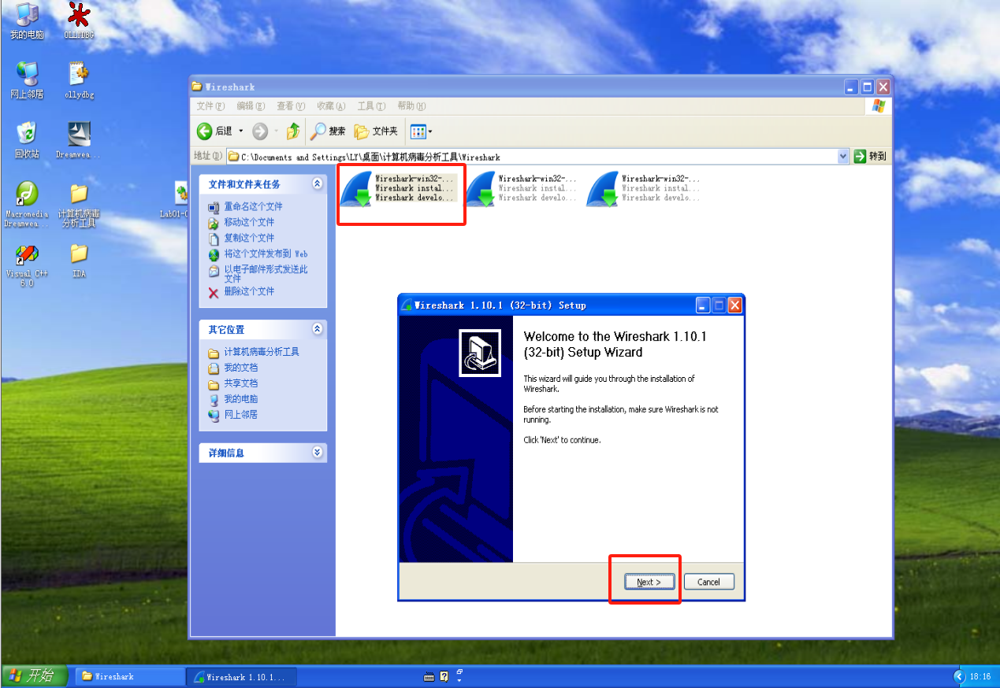 我的电脑
OLLYDBG
网上邻居
ollydbg
回收站
Dreamwea...
Macromedia
Dreamwea...
计算机病毒
分析工具
Lab01-0
Visual C++
6.0
IDA
Wireshark
文件(F) 编辑(E) 查看(V) 收藏(A) 工具(T) 帮助(H)
后退 搜索 文件夹
地址(D) C:\Documents and Settings\LY\桌面\计算机病毒分析工具\Wireshark 转到
文件和文件夹任务
重命名这个文件
移动这个文件
复制这个文件
将这个文件发布到 Web
以电子邮件形式发送此
文件
删除这个文件
其它位置
计算机病毒分析工具
我的文档
共享文档
我的电脑
网上邻居
详细信息
Wireshark-win32-...
Wireshark instal...
Wireshark develo...
Wireshark-win32-...
Wireshark instal...
Wireshark develo...
Wireshark-win32-...
Wireshark instal...
Wireshark develo...
Wireshark 1.10.1 (32-bit) Setup
Welcome to the Wireshark 1.10.1
(32-bit) Setup Wizard
This wizard will guide you through the installation of
Wireshark.
Before starting the installation, make sure Wireshark is not
running.
Click 'Next' to continue.
Next > Cancel
开始 Wireshark Wireshark 1.10.1... 18:16